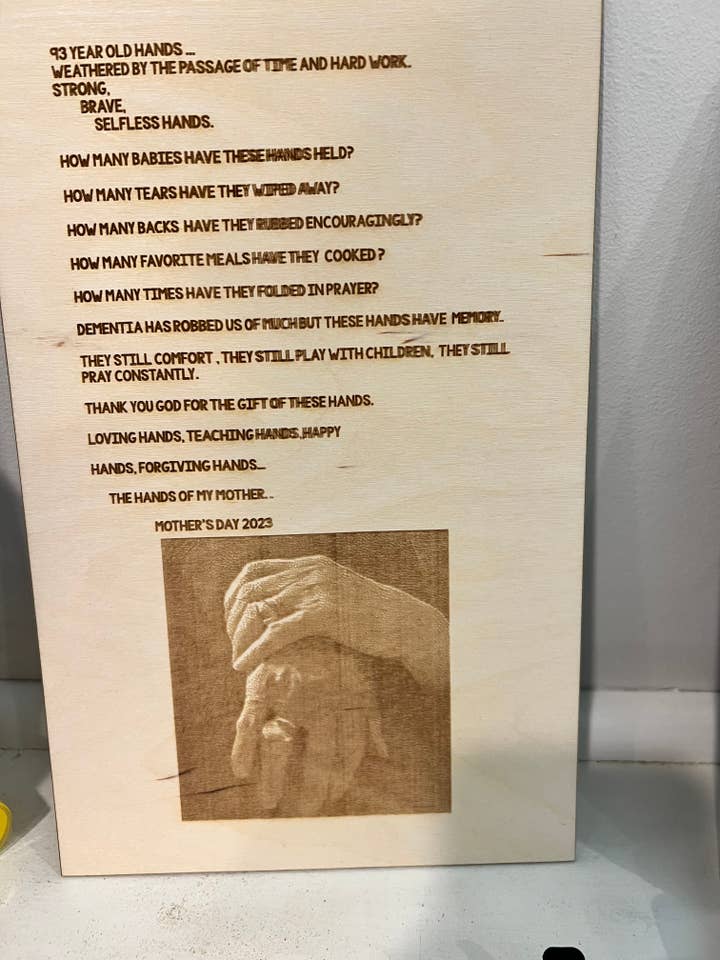 93 YEAR OLD HANDS ...
WEATHERED BY THE PASSAGE OF TIME AND HARD WORK.
STRONG,
BRAVE,
SELFLESS HANDS.
HOW MANY BABIES HAVE THESE HANDS HELD?
HOW MANY TEARS HAVE THEY WIPED AWAY?
HOW MANY BACKS HAVE THEY RUBBED ENCOURAGINGLY?
HOW MANY FAVORITE MEALS HAVE THEY COOKED?
HOW MANY TIMES HAVE THEY FOLDED IN PRAYER?
DEMENTIA HAS ROBBED US OF MUCH BUT THESE HANDS HAVE MEMORY..
THEY STILL COMFORT , THEY STILL PLAY WITH CHILDREN, THEY STILL
PRAY CONSTANTLY.
THANK YOU GOD FOR THE GIFT OF THESE HANDS.
LOVING HANDS, TEACHING HANDS, HAPPY
HANDS, FORGIVING HANDS...
THE HANDS OF MY MOTHER..
MOTHER'S DAY 2023